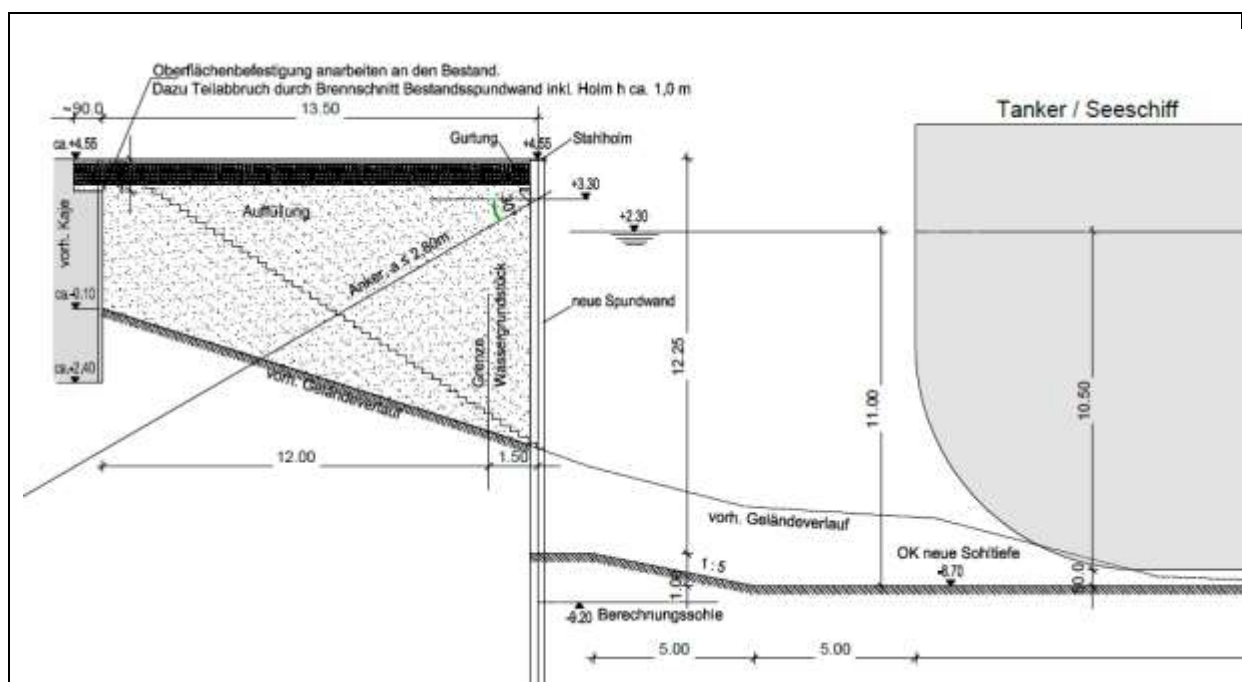 Oberflächenbefestigung anarbeiten an den Bestand.
Dazu Teilabbruch durch Brennschnitt Bestandsspundwand inkl. Holm h ca. 1,0 m
~90.0
13.50
Tanker / Seeschiff
Gurtung
Stahlholm
ca.+4.55
+4.55
+3.30
Auffüllung
+2.30
vorh. Kaje
Anker, a ≤ 2,80m
neue Spundwand
ca.-0.10
Grenze
Wassergrundstück
12.25
11.00
10.50
ca.-2,40
vorh. Geländeverlauf
12.00
1.50
vorh. Geländeverlauf
OK neue Sohltiefe
-8.70
1 : 5
1.00
-9.20 Berechnungssohle
5.00
5.00